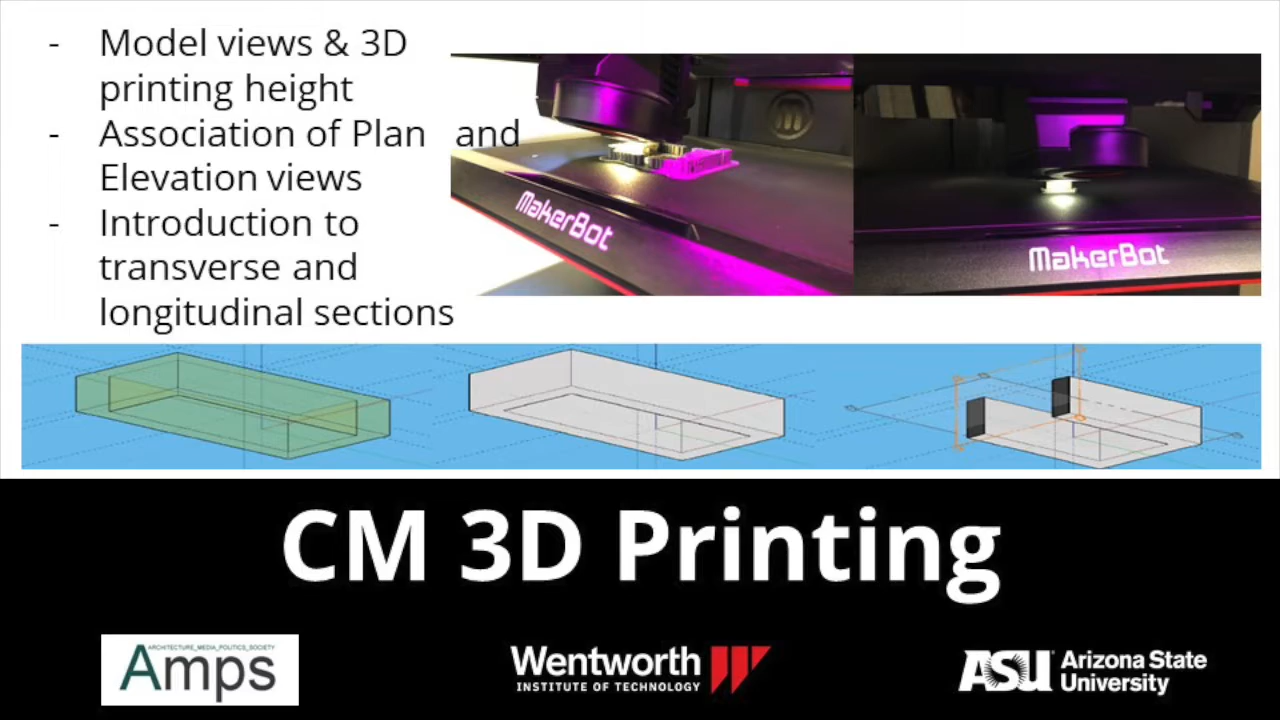 - Model views & 3D
printing height
- Association of Plan and
Elevation views
- Introduction to
transverse and
longitudinal sections
MakerBot
MakerBot
CM 3D Printing
ARCHITECTURE_MEDIA_POLITICS_SOCIETY
Amps
Wentworth
INSTITUTE OF TECHNOLOGY
ASU Arizona State
University